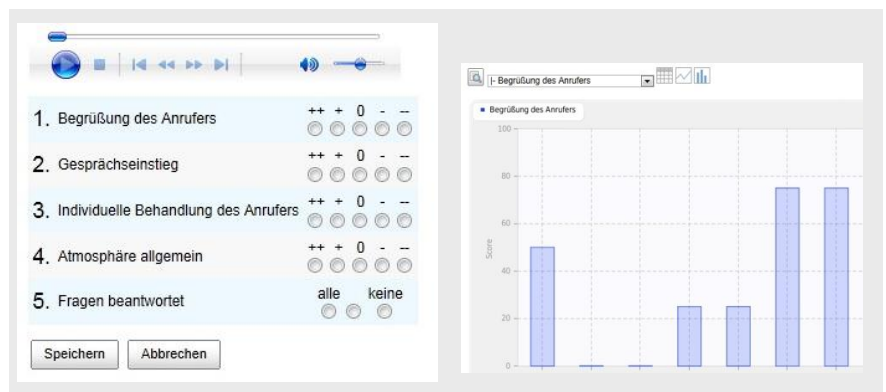 1. Begrüßung des Anrufers ++ + 0 - --
2. Gesprächseinstieg ++ + 0 - --
3. Individuelle Behandlung des Anrufers ++ + 0 - --
4. Atmosphäre allgemein ++ + 0 - --
5. Fragen beantwortet alle keine
Speichern Abbrechen
|- Begrüßung des Anrufers
Begrüßung des Anrufers
100
80
60
40
20
0
Score